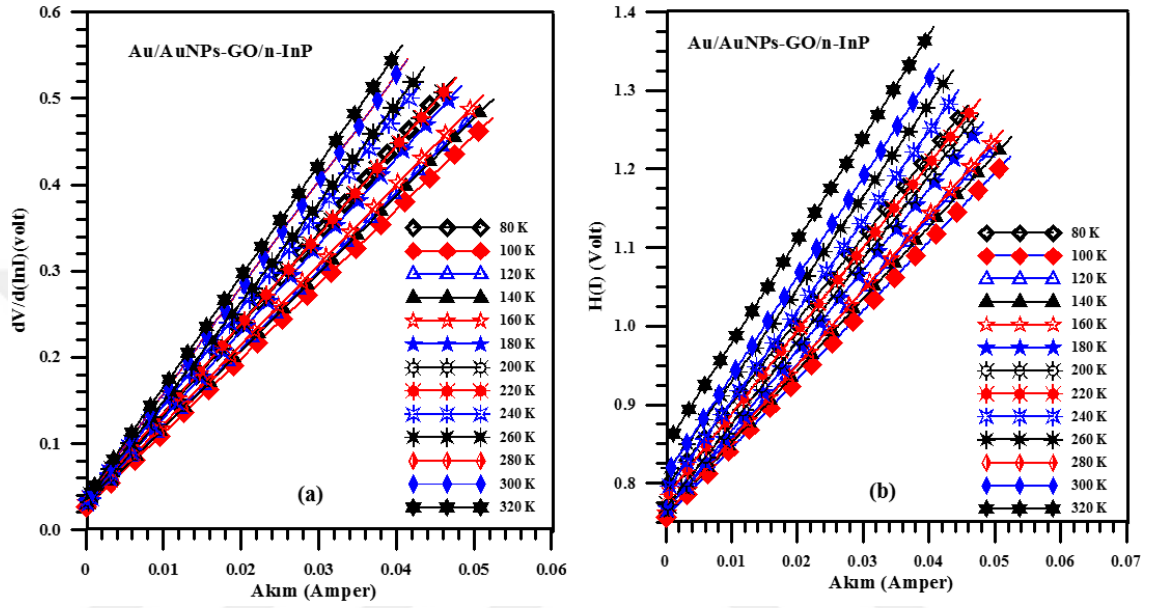 Au/AuNPs-GO/n-InP
dV/d(lnI)(volt)
0.6
0.5
0.4
0.3
0.2
0.1
0.0
80 K
100 K
120 K
140 K
160 K
180 K
200 K
220 K
240 K
260 K
280 K
300 K
320 K
(a)
0
0.01
0.02
0.03
0.04
0.05
0.06
Akım (Amper)
Au/AuNPs-GO/n-InP
H(I) (Volt)
1.4
1.3
1.2
1.1
1.0
0.9
0.8
80 K
100 K
120 K
140 K
160 K
180 K
200 K
220 K
240 K
260 K
280 K
300 K
320 K
(b)
0
0.01
0.02
0.03
0.04
0.05
0.06
0.07
Akım (Amper)